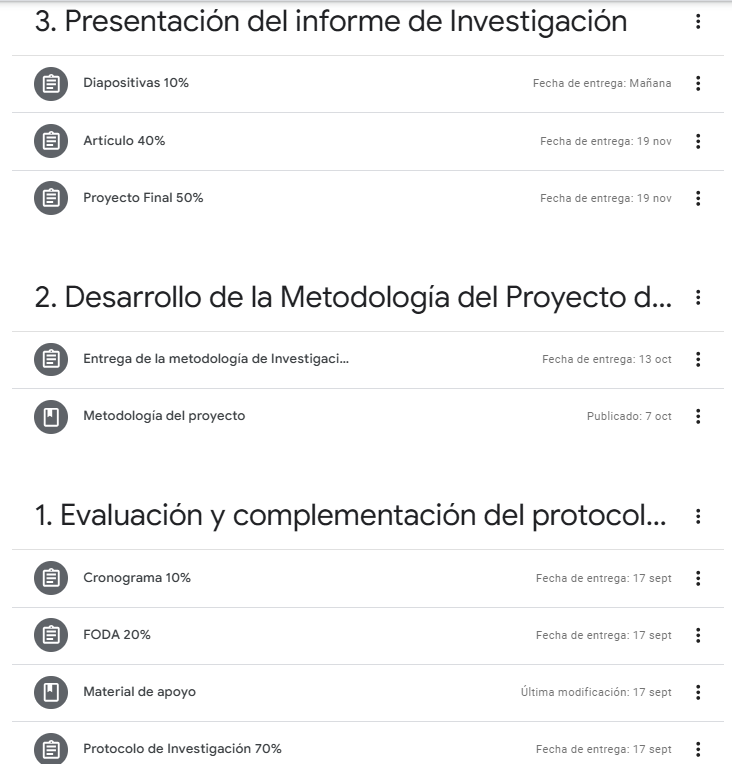 3. Presentación del informe de Investigación
Diapositivas 10%
Fecha de entrega: Mañana
Artículo 40%
Fecha de entrega: 19 nov
Proyecto Final 50%
Fecha de entrega: 19 nov
2. Desarrollo de la Metodología del Proyecto d...
Entrega de la metodología de Investigaci...
Fecha de entrega: 13 oct
Metodología del proyecto
Publicado: 7 oct
1. Evaluación y complementación del protocol...
Cronograma 10%
Fecha de entrega: 17 sept
FODA 20%
Fecha de entrega: 17 sept
Material de apoyo
Última modificación: 17 sept
Protocolo de Investigación 70%
Fecha de entrega: 17 sept